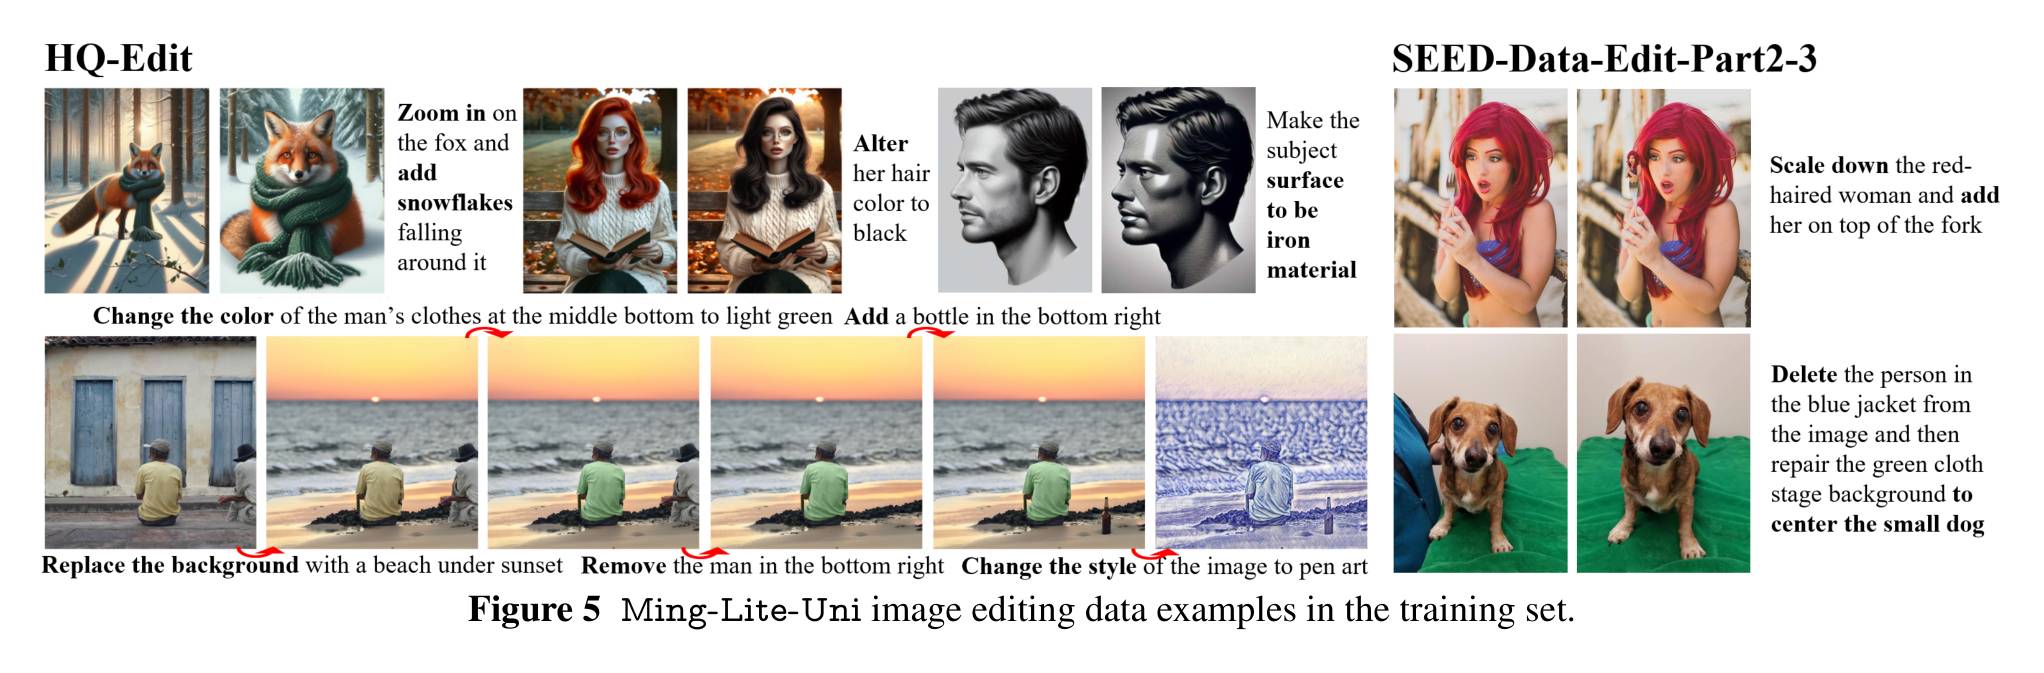 HQ-Edit
Zoom in on
the fox and
add
snowflakes
falling
around it
Alter
her hair
color to
black
Make the
subject
surface
to be
iron
material
Change the color of the man's clothes at the middle bottom to light green
Add a bottle in the bottom right
Replace the background with a beach under sunset
Remove the man in the bottom right
Change the style of the image to pen art
SEED-Data-Edit-Part2-3
Scale down the red-
haired woman and add
her on top of the fork
Delete the person in
the blue jacket from
the image and then
repair the green cloth
stage background to
center the small dog
Figure 5 Ming-Lite-Uni image editing data examples in the training set.